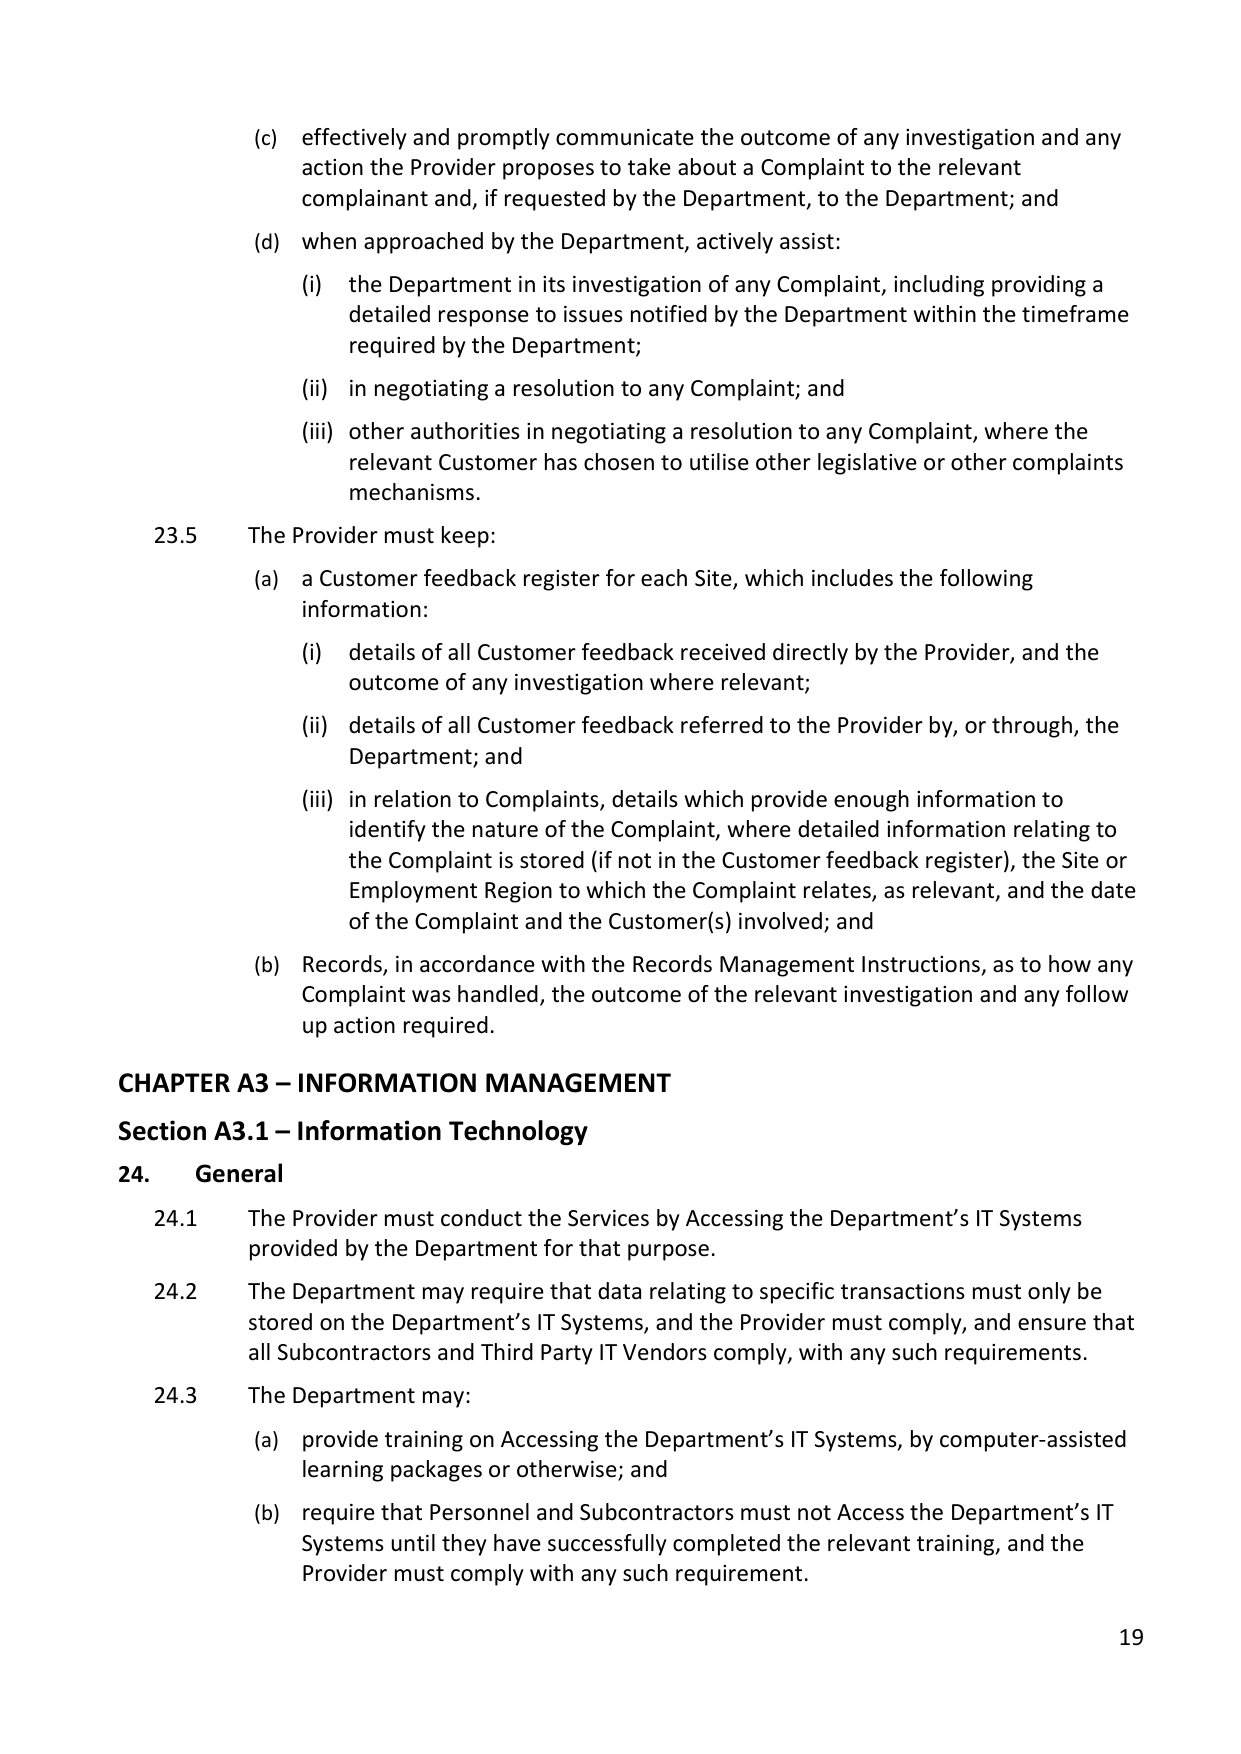 (c) effectively and promptly communicate the outcome of any investigation and any
action the Provider proposes to take about a Complaint to the relevant
complainant and, if requested by the Department, to the Department; and
(d) when approached by the Department, actively assist:
(i) the Department in its investigation of any Complaint, including providing a
detailed response to issues notified by the Department within the timeframe
required by the Department;
(ii) in negotiating a resolution to any Complaint; and
(iii) other authorities in negotiating a resolution to any Complaint, where the
relevant Customer has chosen to utilise other legislative or other complaints
mechanisms.
23.5 The Provider must keep:
(a) a Customer feedback register for each Site, which includes the following
information:
(i) details of all Customer feedback received directly by the Provider, and the
outcome of any investigation where relevant;
(ii) details of all Customer feedback referred to the Provider by, or through, the
Department; and
(iii) in relation to Complaints, details which provide enough information to
identify the nature of the Complaint, where detailed information relating to
the Complaint is stored (if not in the Customer feedback register), the Site or
Employment Region to which the Complaint relates, as relevant, and the date
of the Complaint and the Customer(s) involved; and
(b) Records, in accordance with the Records Management Instructions, as to how any
Complaint was handled, the outcome of the relevant investigation and any follow
up action required.
CHAPTER A3 – INFORMATION MANAGEMENT
Section A3.1 – Information Technology
24. General
24.1 The Provider must conduct the Services by Accessing the Department’s IT Systems
provided by the Department for that purpose.
24.2 The Department may require that data relating to specific transactions must only be
stored on the Department’s IT Systems, and the Provider must comply, and ensure that
all Subcontractors and Third Party IT Vendors comply, with any such requirements.
24.3 The Department may:
(a) provide training on Accessing the Department’s IT Systems, by computer-assisted
learning packages or otherwise; and
(b) require that Personnel and Subcontractors must not Access the Department’s IT
Systems until they have successfully completed the relevant training, and the
Provider must comply with any such requirement.
19